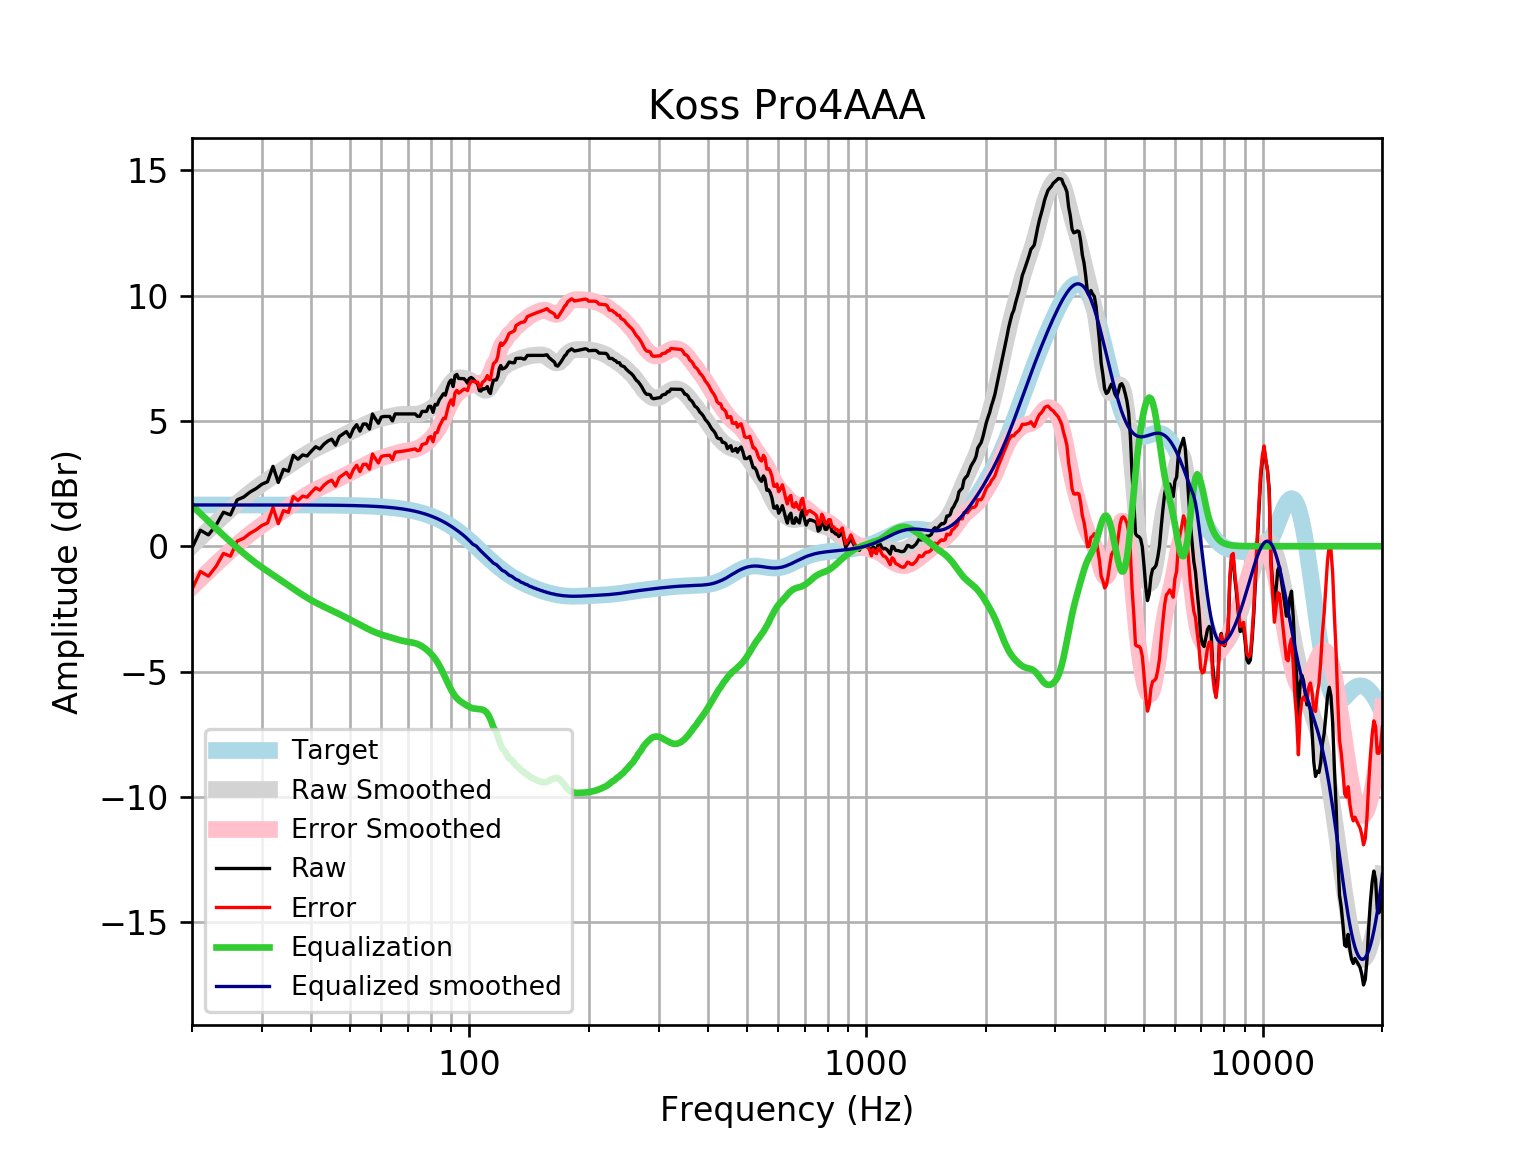 Koss Pro4AAA
15
10
5
0
−5
−10
−15
Amplitude (dBr)
Target
Raw Smoothed
Error Smoothed
Raw
Error
Equalization
Equalized smoothed
100
1000
10000
Frequency (Hz)